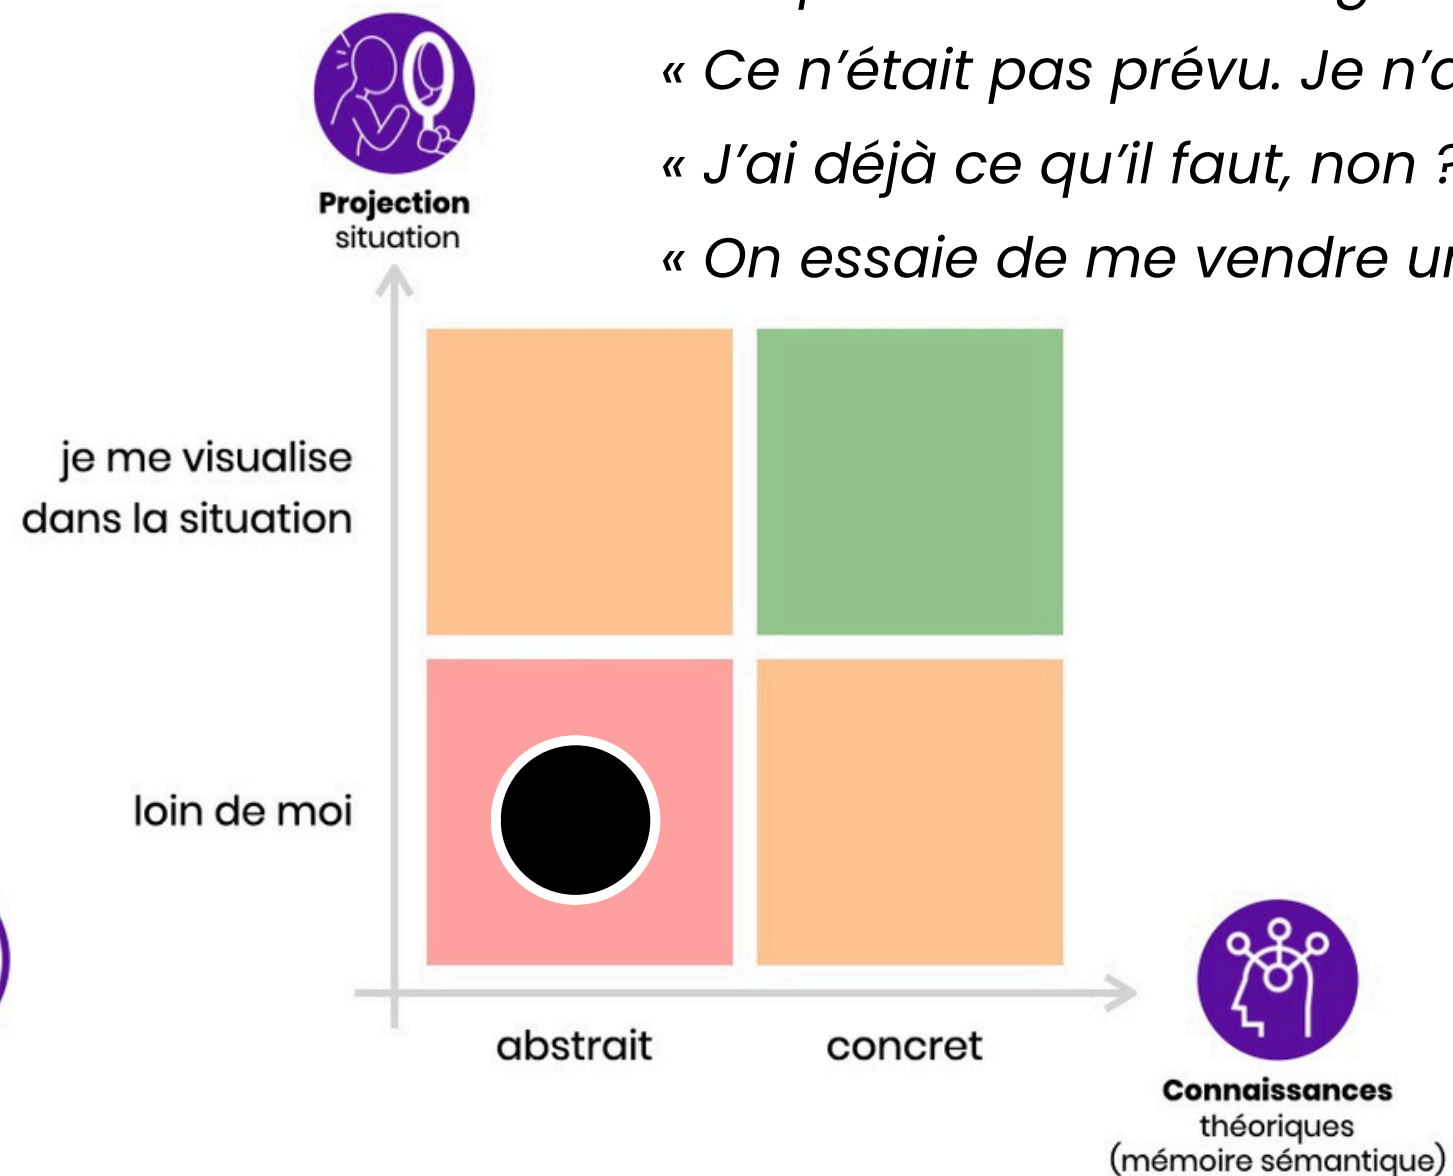 « Ce n’était pas prévu. Je n’
« J’ai déjà ce qu’il faut, non ?
« On essaie de me vendre
Projection
situation
je me visualise
dans la situation
loin de moi
abstrait
concret
Connaissances
théoriques
(mémoire sémantique)